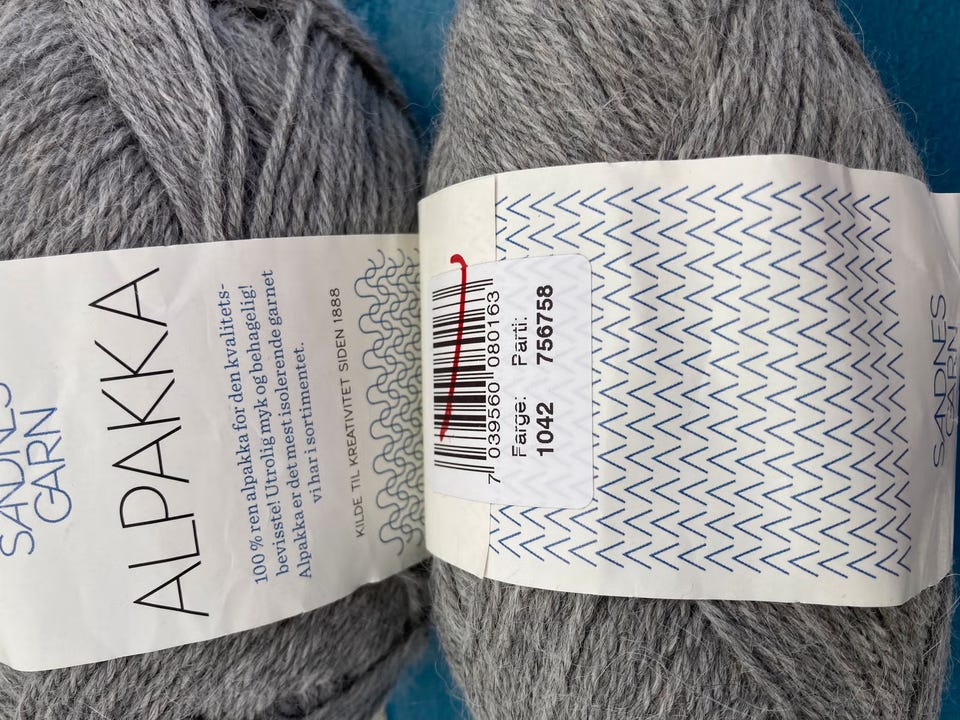 SANDNES
GARN
ALPAKKA
100 % ren alpakka for den kvalitets-
bevisste! Utrolig myk og behagelig!
Alpakka er det mest isolerende garnet
vi har i sortimentet.
KILDE TIL KREATIVITET SIDEN 1888
7 039560 080163
Farge: Parti:
1042 756758
SANDNES
GARN